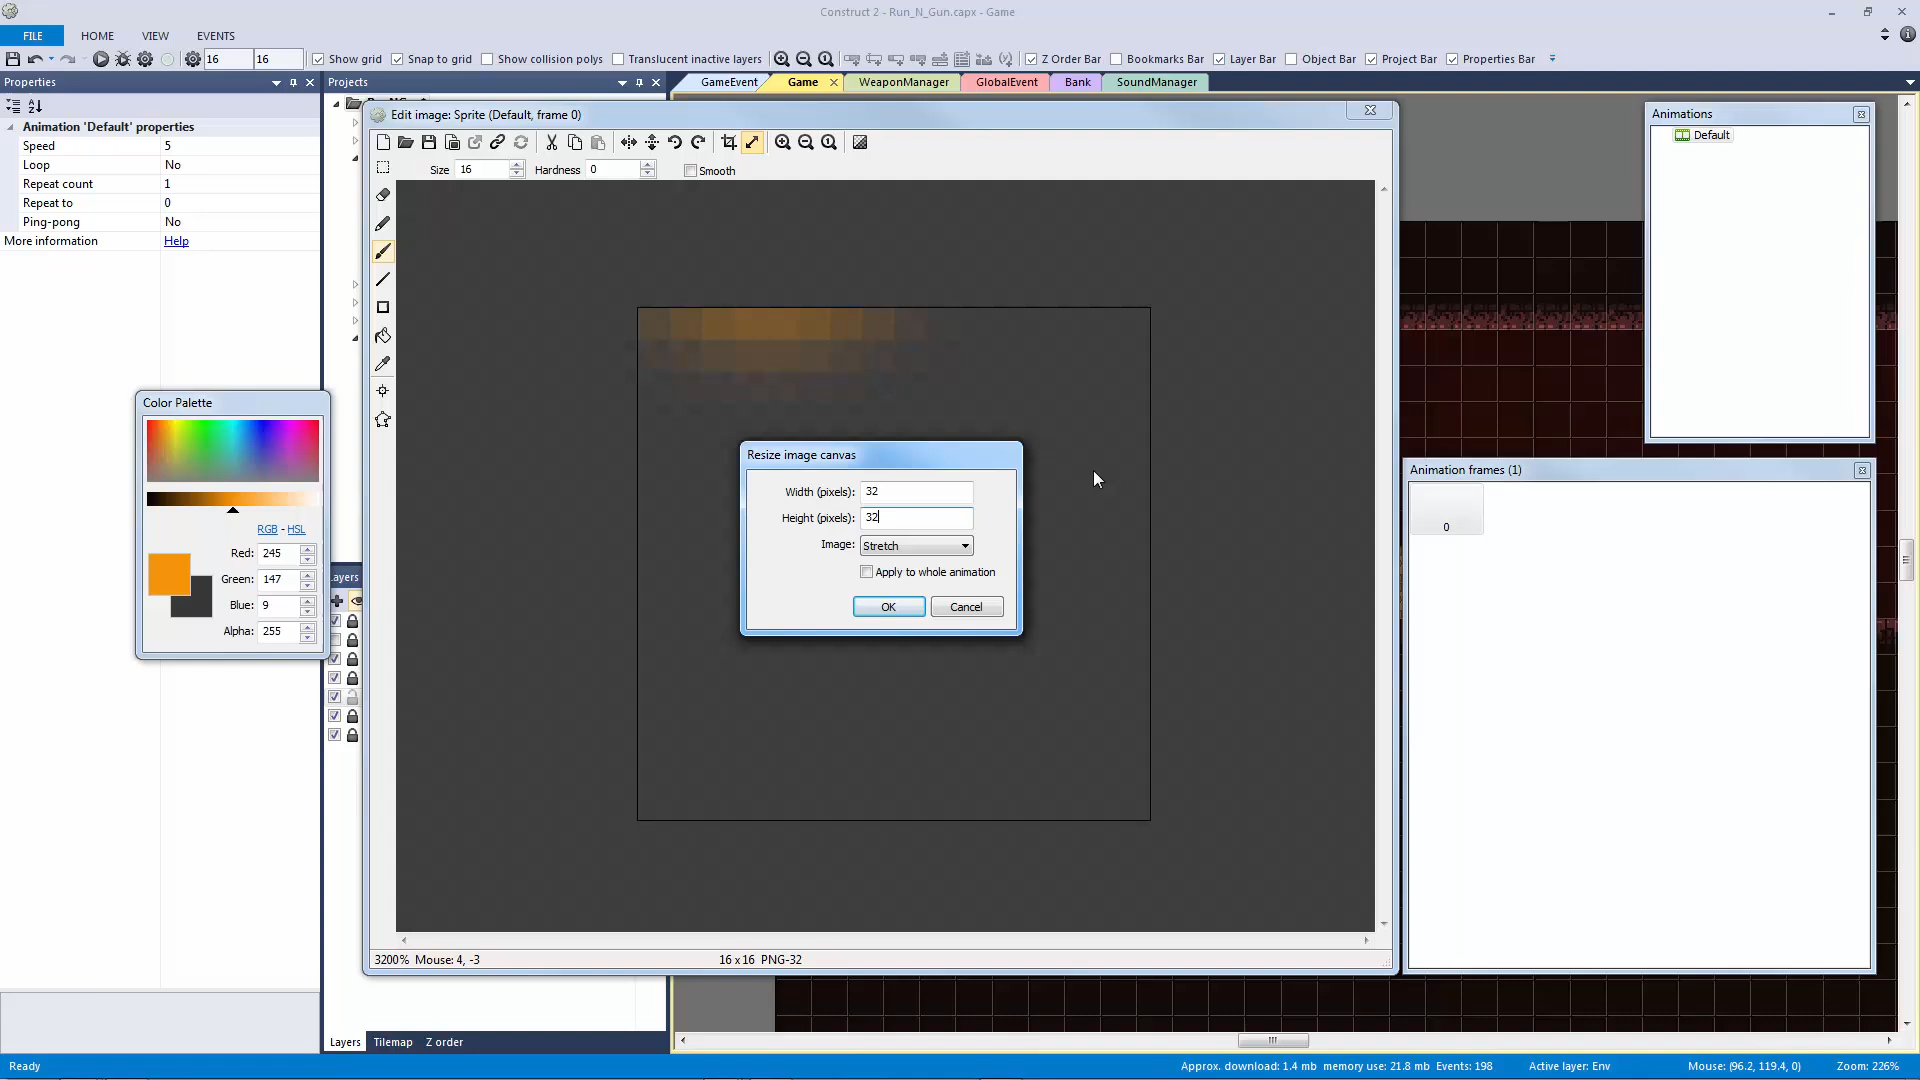 Construct 2 - Run_N_Gun.capx - Game
FILE HOME VIEW EVENTS
16 16 Show grid Snap to grid Show collision polys Translucent inactive layers Z Order Bar Bookmarks Bar Layer Bar Object Bar Project Bar Properties Bar
Properties
Projects
GameEvent Game WeaponManager GlobalEvent Bank SoundManager
Animation 'Default' properties
Speed 5
Loop No
Repeat count 1
Repeat to 0
Ping-pong No
More information Help
Edit image: Sprite (Default, frame 0)
Size 16 Hardness 0 Smooth
Animations
Default
Color Palette
RGB - HSL
Red: 245
Green: 147
Blue: 9
Alpha: 255
Resize image canvas
Width (pixels): 32
Height (pixels): 32
Image: Stretch
Apply to whole animation
OK Cancel
Animation frames (1)
0
3200% Mouse: 4, -3 16 x 16 PNG-32
Layers Tilemap Z order
Ready Approx. download: 1.4 mb memory use: 21.8 mb Events: 198 Active layer: Env Mouse: (96.2, 119.4, 0) Zoom: 226%